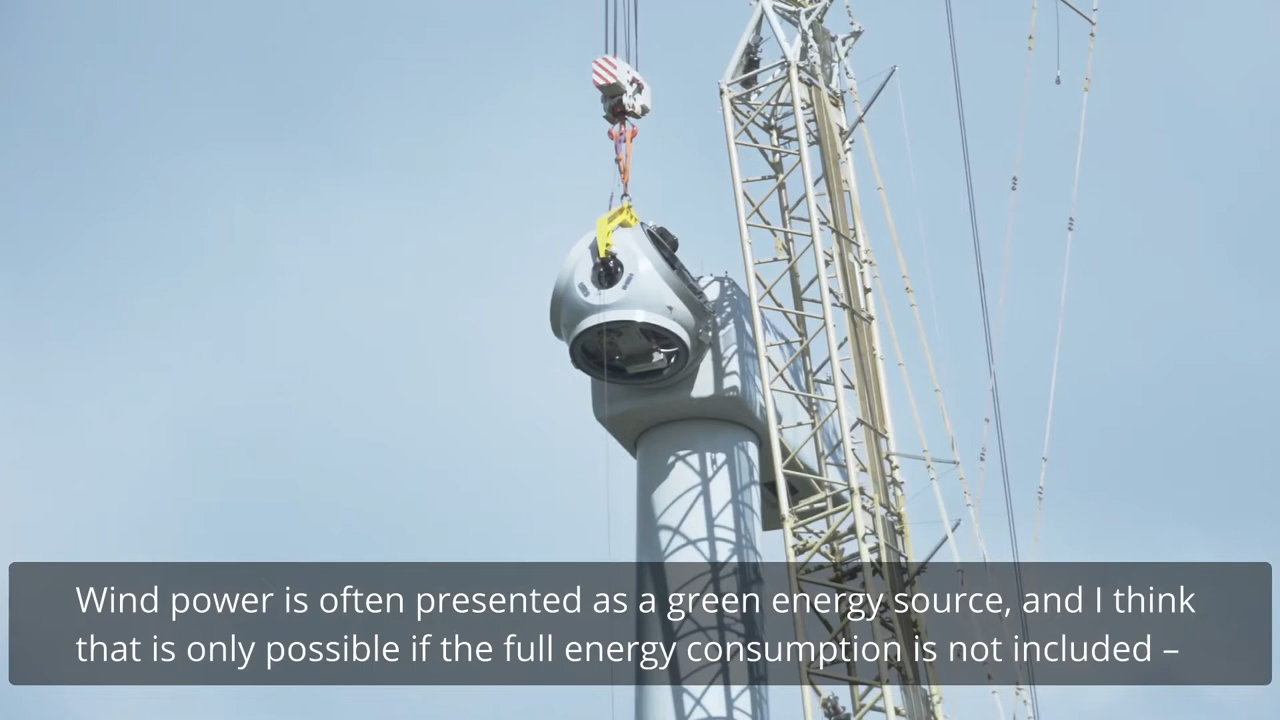 Wind power is often presented as a green energy source, and I think
that is only possible if the full energy consumption is not included –